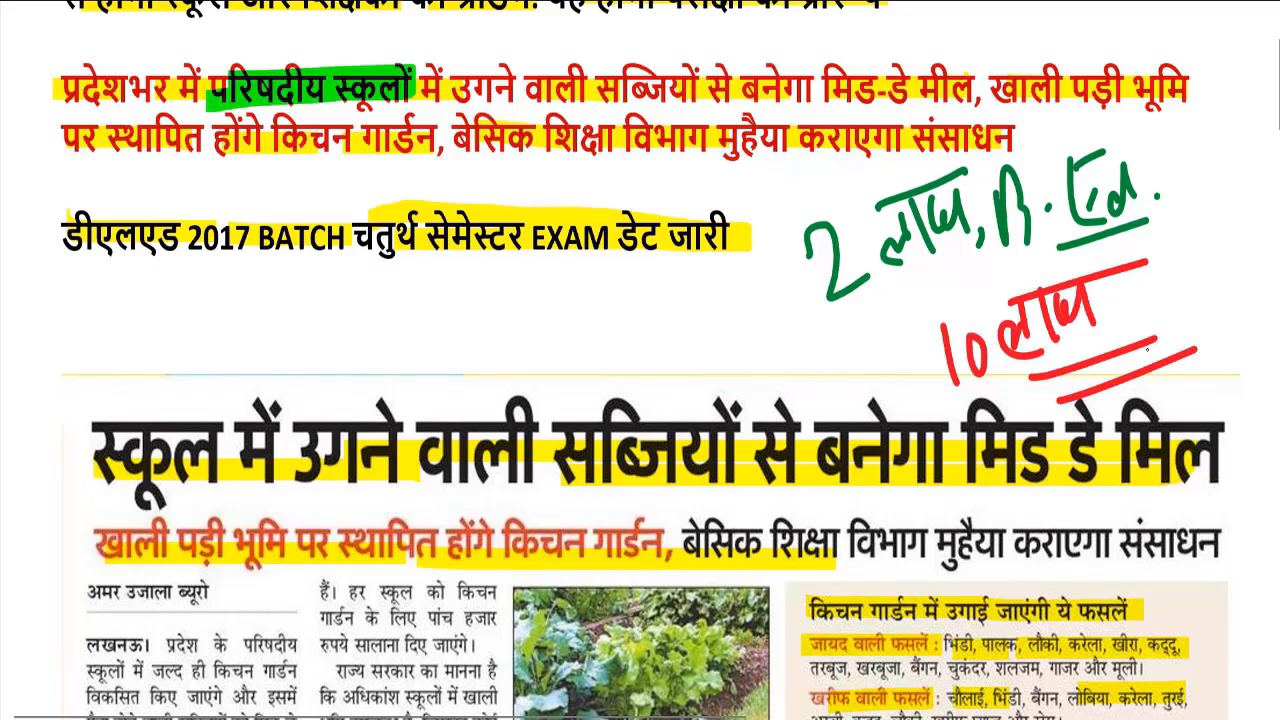 प्रदेशभर में परिषदीय स्कूलों में उगने वाली सब्जियों से बनेगा मिड-डे मील, खाली पड़ी भूमि
पर स्थापित होंगे किचन गार्डन, बेसिक शिक्षा विभाग मुहैया कराएगा संसाधन
डीएलएड 2017 BATCH चतुर्थ सेमेस्टर EXAM डेट जारी
2 लाख, B.Ed.
10 लाख
स्कूल में उगने वाली सब्जियों से बनेगा मिड डे मिल
खाली पड़ी भूमि पर स्थापित होंगे किचन गार्डन, बेसिक शिक्षा विभाग मुहैया कराएगा संसाधन
अमर उजाला ब्यूरो
लखनऊ। प्रदेश के परिषदीय
स्कूलों में जल्द ही किचन गार्डन
विकसित किए जाएंगे और इसमें
हैं। हर स्कूल को किचन
गार्डन के लिए पांच हजार
रुपये सालाना दिए जाएंगे।
राज्य सरकार का मानना है
कि अधिकांश स्कूलों में खाली
किचन गार्डन में उगाई जाएंगी ये फसलें
जायद वाली फसलें : भिंडी, पालक, लौकी, करेला, खीरा, कद्दू,
तरबूज, खरबूजा, बैंगन, चुकंदर, शलजम, गाजर और मूली।
खरीफ वाली फसलें : चौलाई, भिंडी, बैंगन, लोबिया, करेला, तुरई,